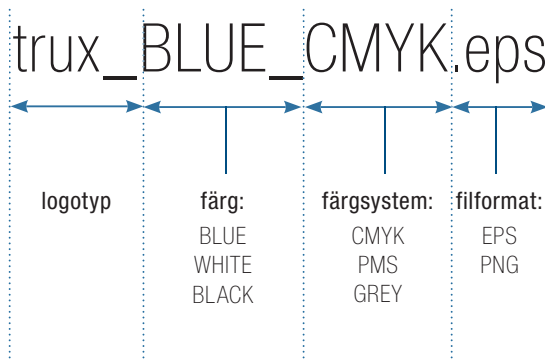 trux_BLUE_CMYK.eps
logotyp färg: färgsystem: filformat:
BLUE CMYK EPS
WHITE PMS PNG
BLACK GREY